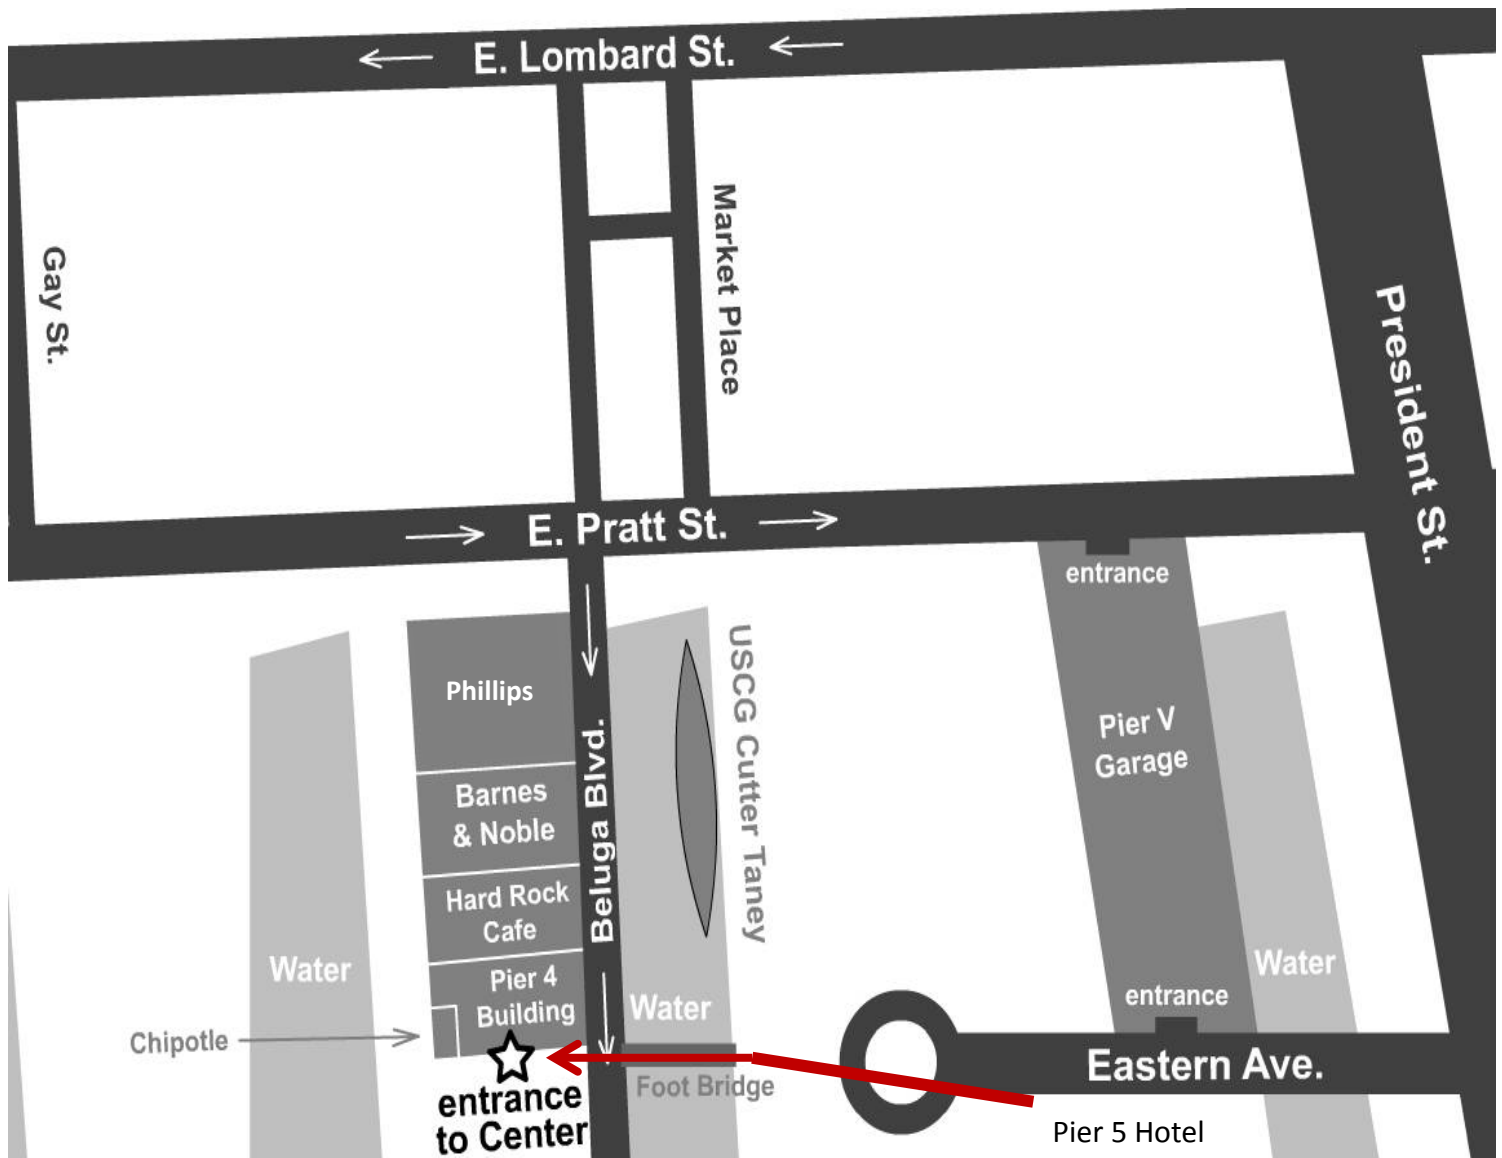 E. Lombard St.
Gay St.
Market Place
President St.
E. Pratt St.
entrance
Phillips
USCG Cutter Taney
Pier V
Garage
Beluga Blvd.
Barnes
& Noble
Hard Rock
Cafe
Water
Pier 4
Building
Water
Water
entrance
Chipotle
Eastern Ave.
Foot Bridge
entrance
to Center
Pier 5 Hotel